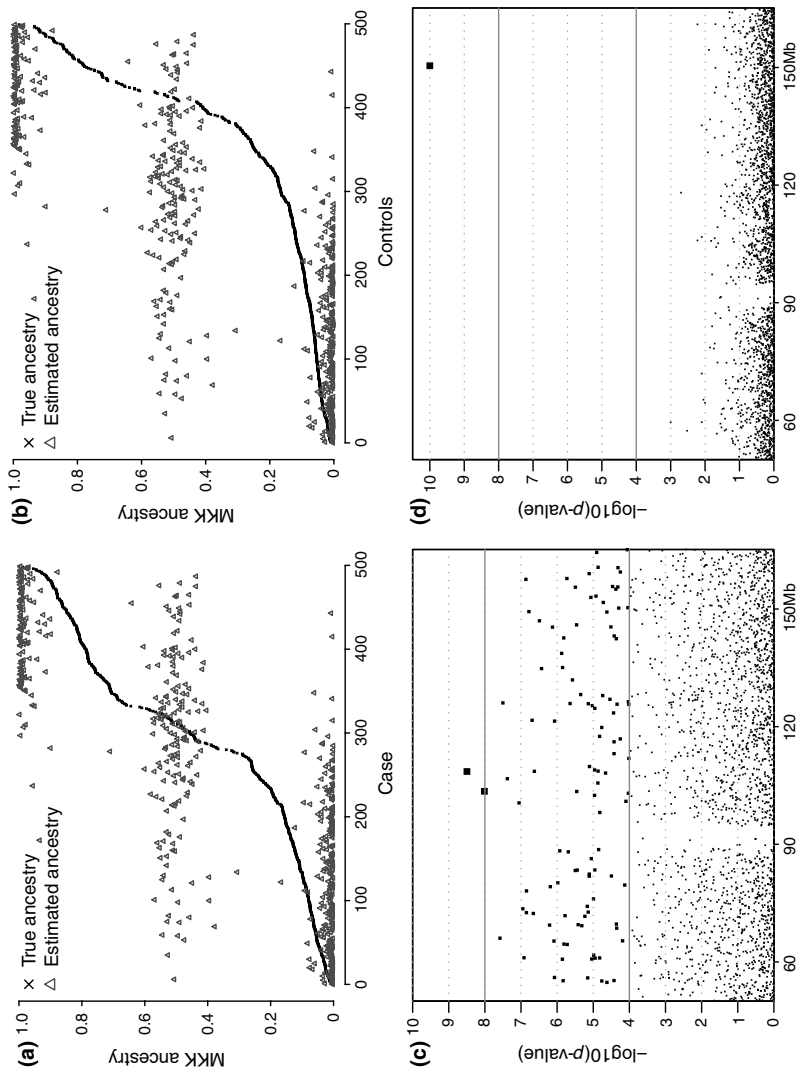 (a)
× True ancestry
△ Estimated ancestry
MKK ancestry
1.0
0.8
0.6
0.4
0.2
0
0 100 200 300 400 500
Case
(b)
× True ancestry
△ Estimated ancestry
MKK ancestry
1.0
0.8
0.6
0.4
0.2
0
0 100 200 300 400 500
Controls
(c)
−log10(p-value)
10
9
8
7
6
5
4
3
2
1
0
60 90 120 150Mb
(d)
−log10(p-value)
10
9
8
7
6
5
4
3
2
1
0
60 90 120 150Mb